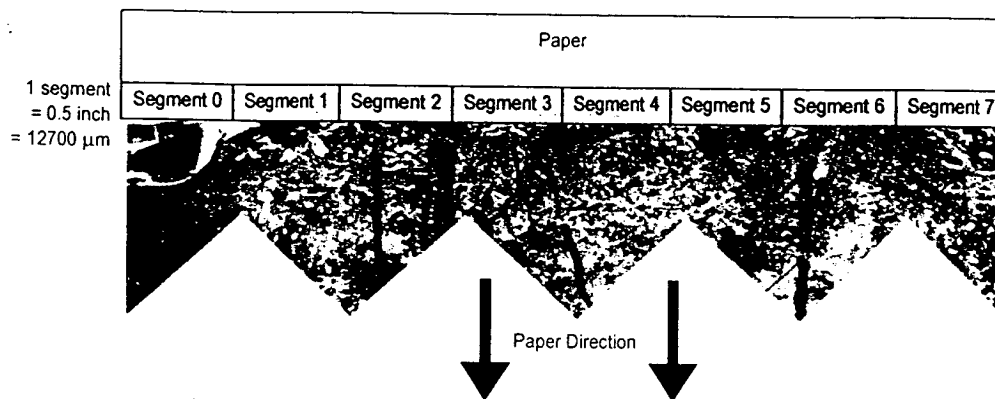 Paper
1 segment
= 0.5 inch
= 12700 µm
Segment 0 Segment 1 Segment 2 Segment 3 Segment 4 Segment 5 Segment 6 Segment 7
Paper Direction